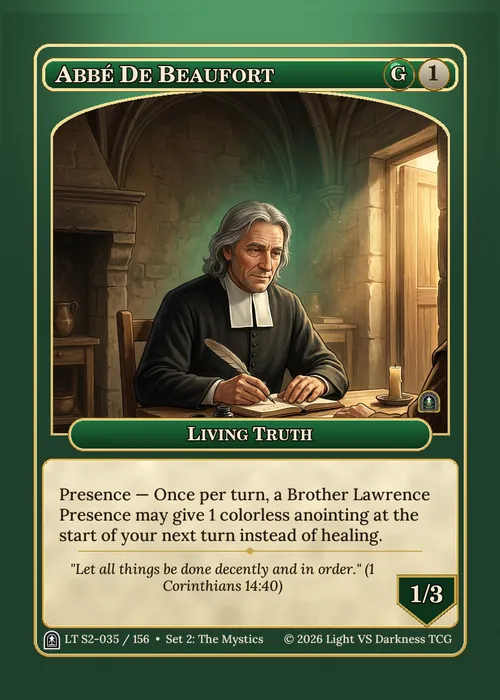 ABBÉ DE BEAUFORT G 1
LIVING TRUTH
Presence — Once per turn, a Brother Lawrence
Presence may give 1 colorless anointing at the
start of your next turn instead of healing.
"Let all things be done decently and in order." (1
Corinthians 14:40)
1/3
LT S2-035 / 156 • Set 2: The Mystics © 2026 Light VS Darkness TCG